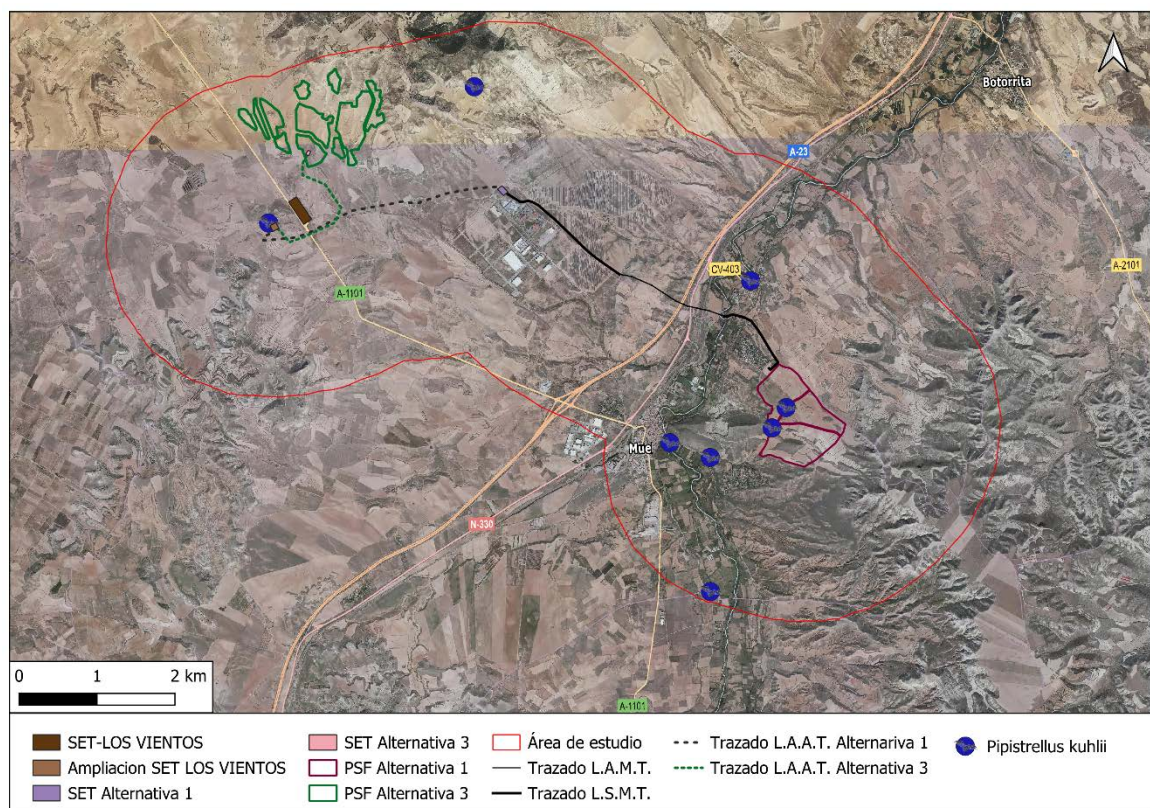 Botorrita
A-23
CV-403
A-2101
A-1101
Muel
N-330
A-1101
0 1 2 km
SET-LOS VIENTOS
Ampliacion SET LOS VIENTOS
SET Alternativa 1
SET Alternativa 3
PSF Alternativa 1
PSF Alternativa 3
Área de estudio
Trazado L.A.M.T.
Trazado L.S.M.T.
Trazado L.A.A.T. Alternariva 1
Trazado L.A.A.T. Alternativa 3
Pipistrellus kuhlii